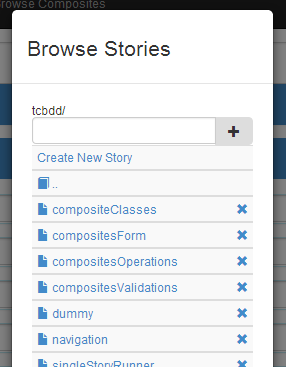 Browse Composites
Browse Stories
tcbdd/
+
Create New Story
..
compositeClasses
compositesForm
compositesOperations
compositesValidations
dummy
navigation
singleStoryRunner